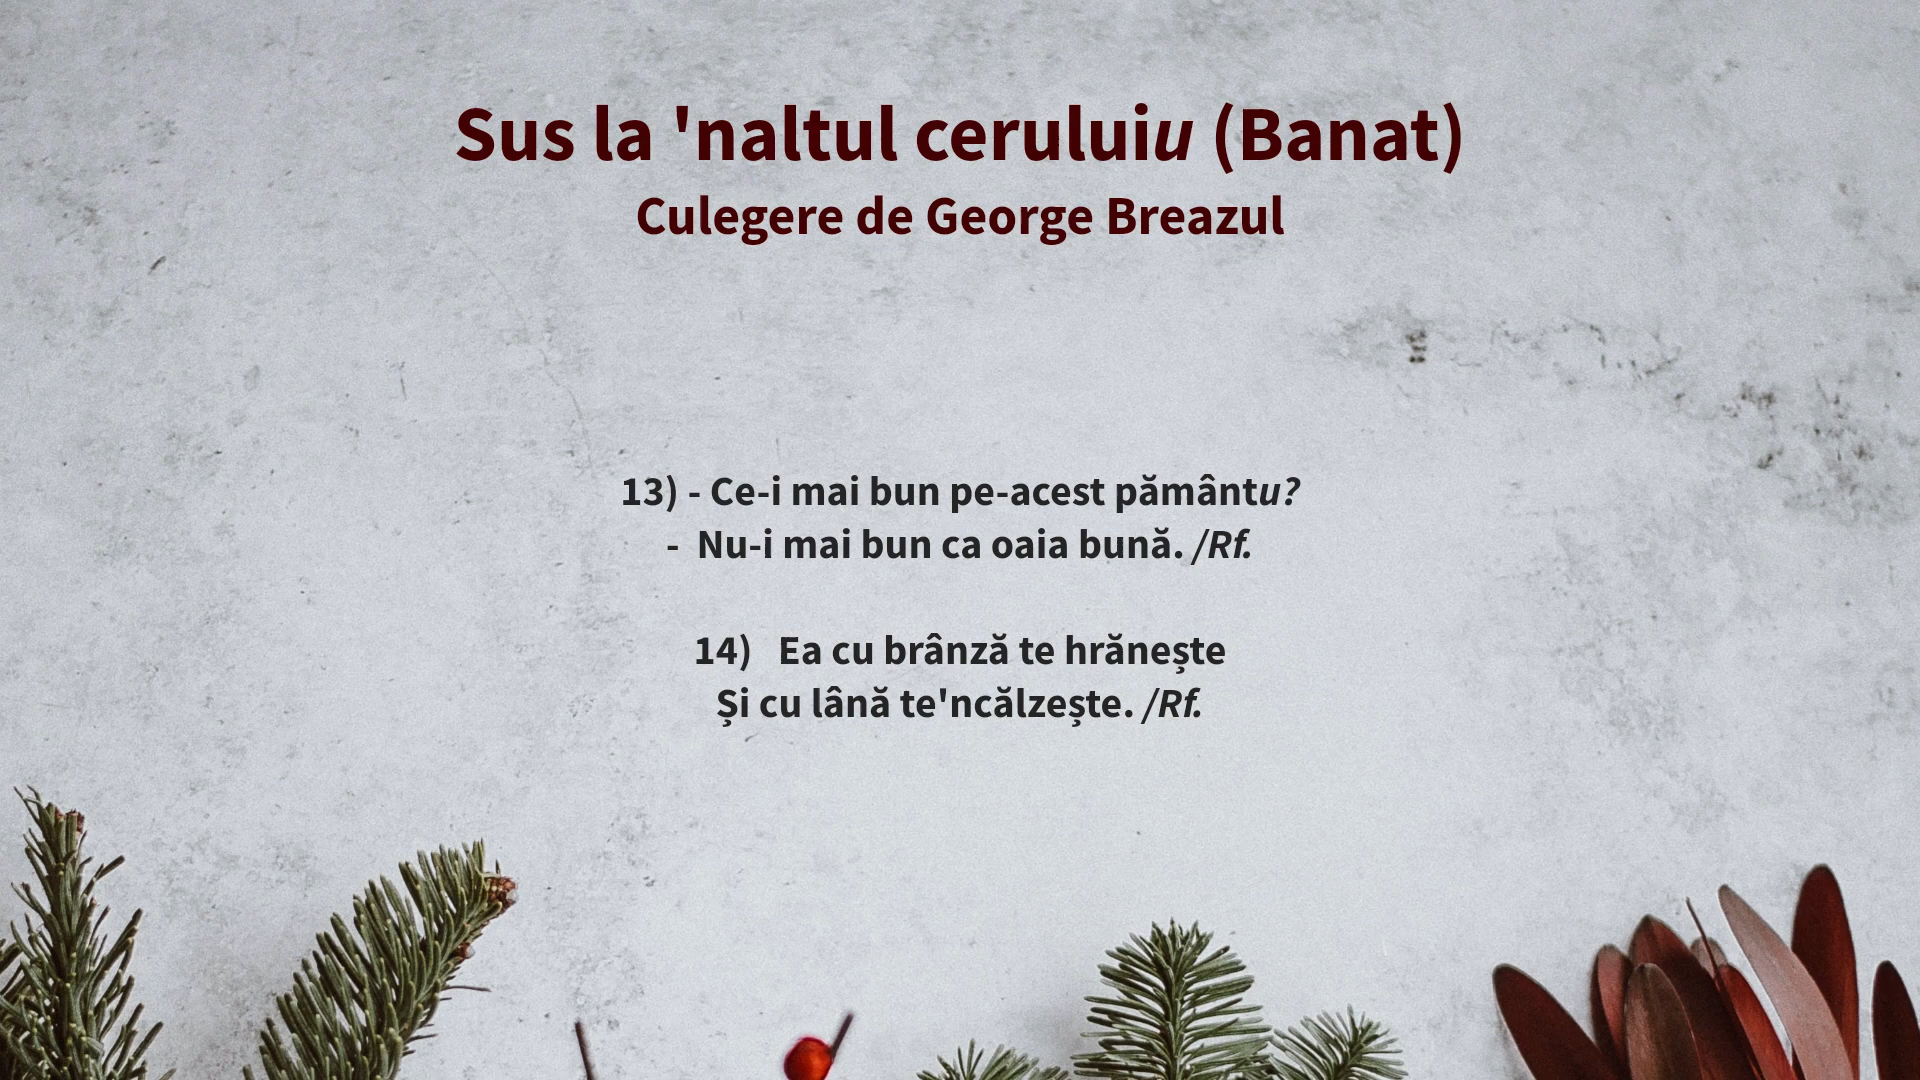 Sus la 'naltul ceruluiu (Banat)
Culegere de George Breazul
13) - Ce-i mai bun pe-acest pământu?
-  Nu-i mai bun ca oaia bună. /Rf.
14)   Ea cu brânză te hrănește
Și cu lână te'ncălzește. /Rf.